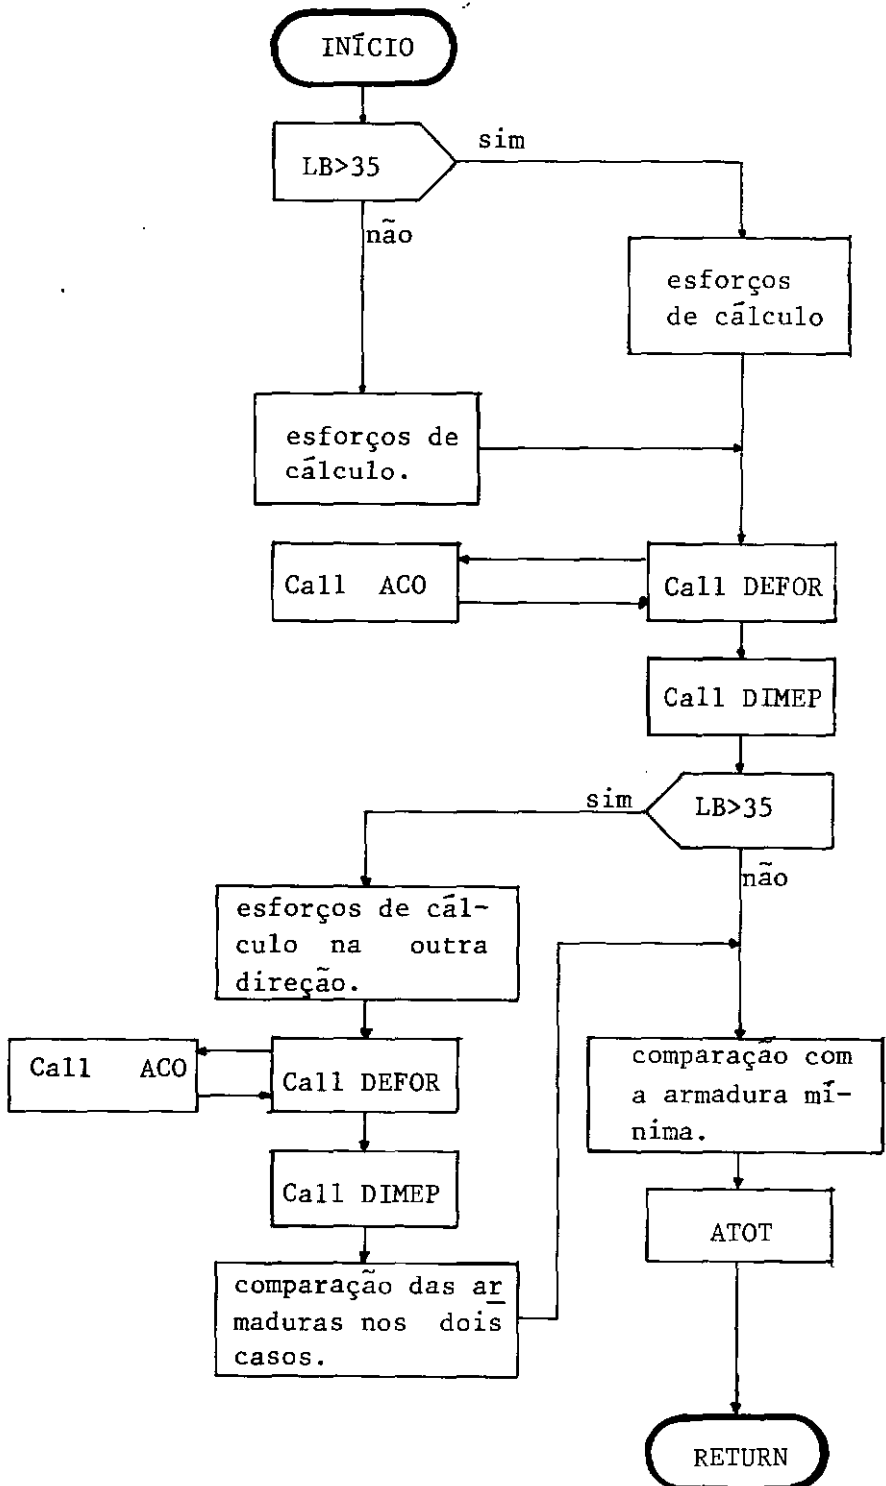 INÍCIO
LB>35
sim
não
esforços
de cálculo
esforços de
cálculo.
Call ACO
Call DEFOR
Call DIMEP
LB>35
sim
não
esforços de cál-
culo na outra
direção.
Call ACO
Call DEFOR
Call DIMEP
comparação das ar
maduras nos dois
casos.
comparação com
a armadura mí-
nima.
ATOT
RETURN